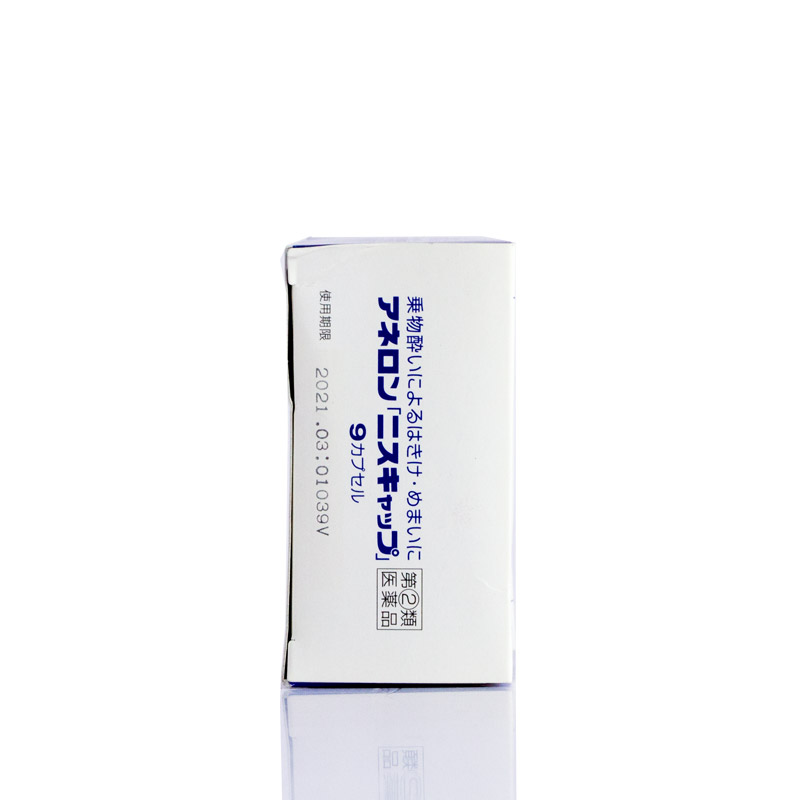 乗物酔いによるはきけ・めまいに
アネロン「ニスキャップ」
第②類
医薬品
9カプセル
使用期限 2021.03:01039V